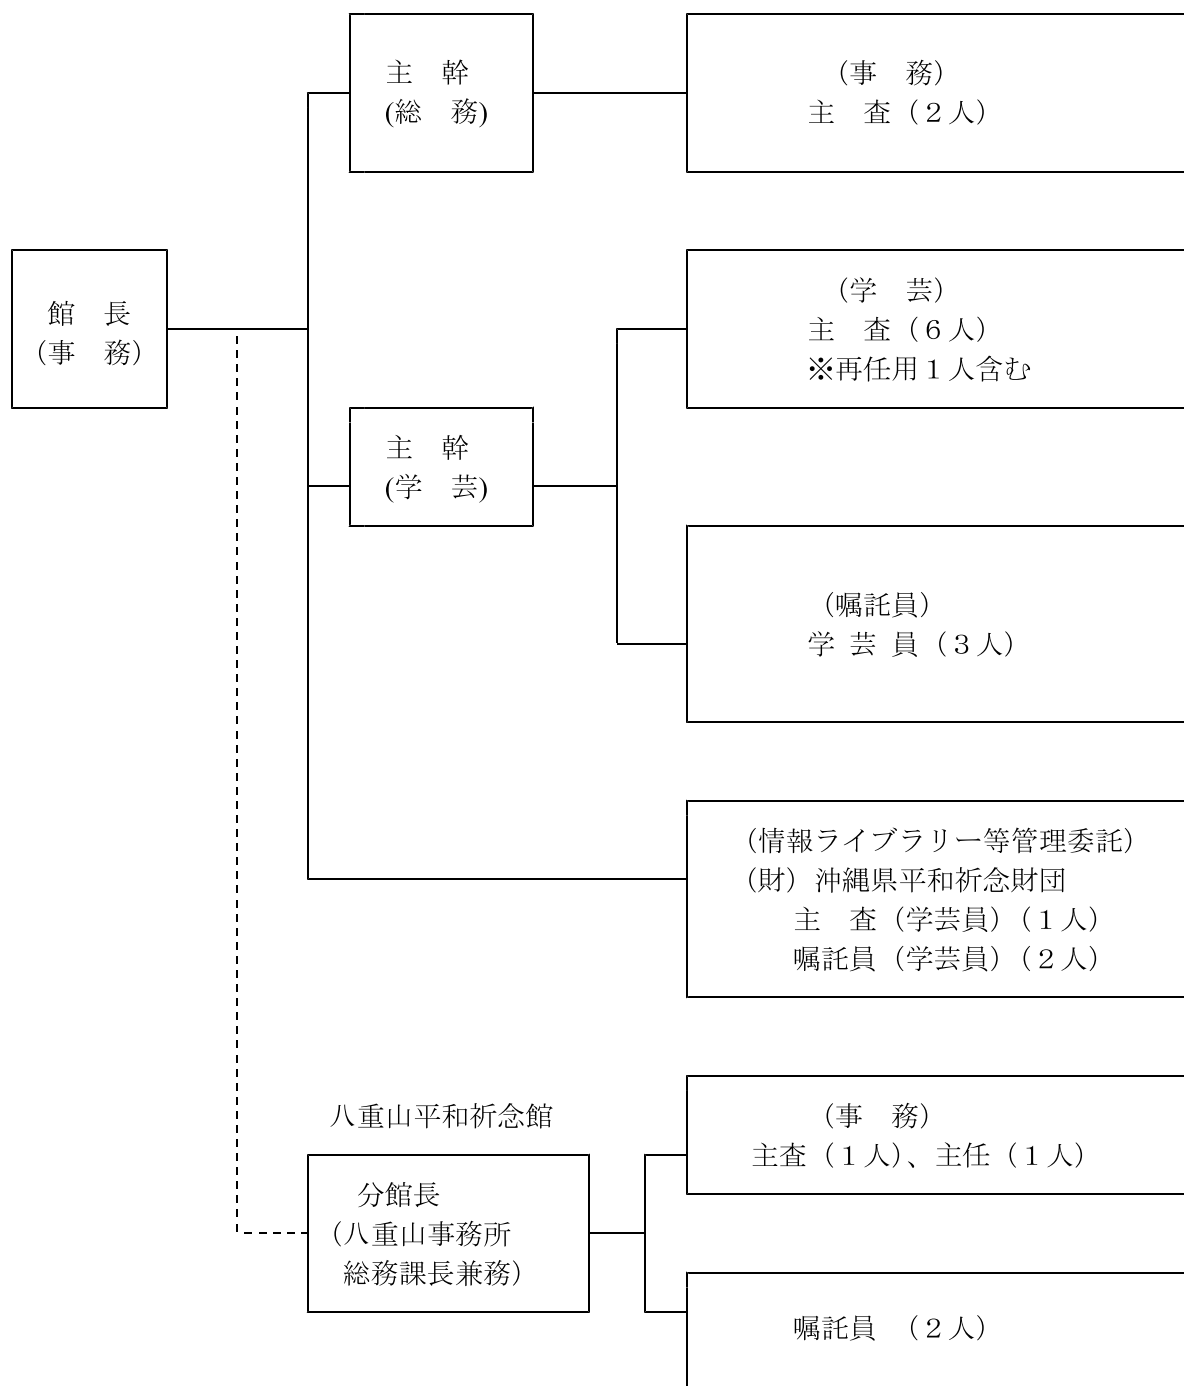 主　幹
(総　務)
（事　務）
主　査（２人）
館　長
（事　務）
（学　芸）
主　査（６人）
※再任用１人含む
主　幹
(学　芸)
（嘱託員）
学 芸 員（３人）
（情報ライブラリー等管理委託）
（財）沖縄県平和祈念財団
主　査（学芸員）（１人）
嘱託員（学芸員）（２人）
八重山平和祈念館
分館長
（八重山事務所
総務課長兼務）
（事　務）
主査（１人）、主任（１人）
嘱託員　（２人）